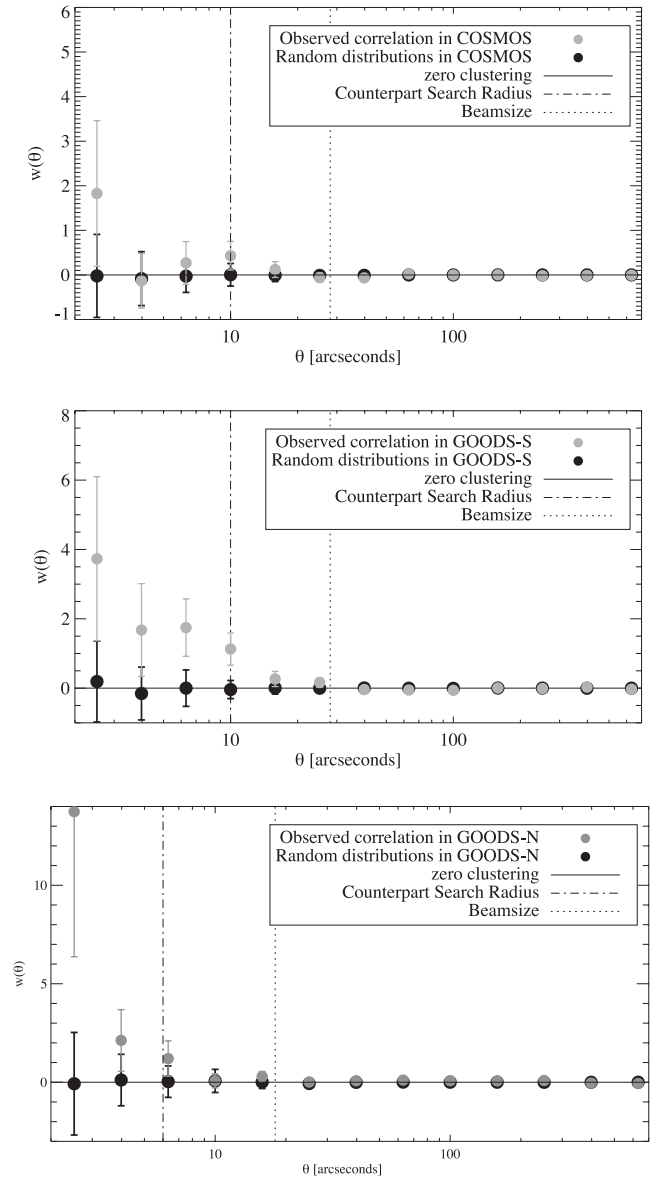 6
5
4
3
2
1
0
-1
w(θ)
Observed correlation in COSMOS
Random distributions in COSMOS
zero clustering
Counterpart Search Radius
Beamsize
10
100
θ [arcseconds]
8
6
4
2
0
w(θ)
Observed correlation in GOODS-S
Random distributions in GOODS-S
zero clustering
Counterpart Search Radius
Beamsize
10
100
θ [arcseconds]
10
5
0
w(θ)
Observed correlation in GOODS-N
Random distributions in GOODS-N
zero clustering
Counterpart Search Radius
Beamsize
10
100
θ [arcseconds]